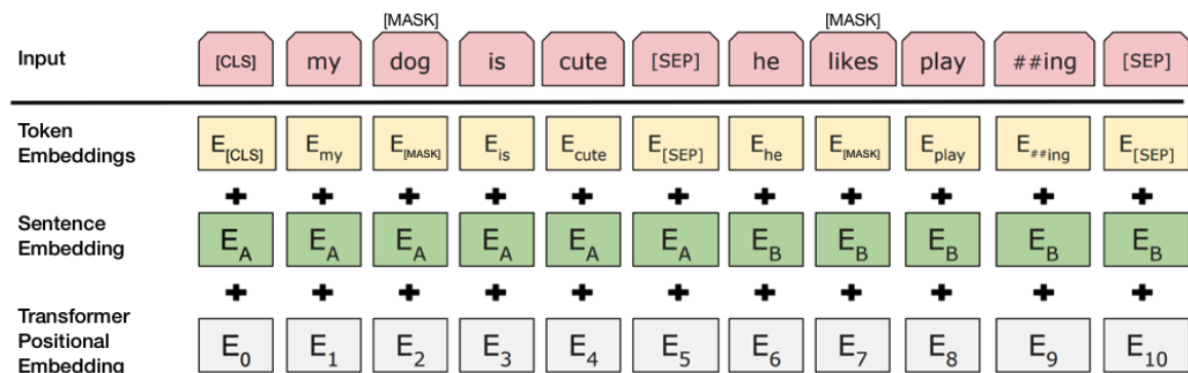 [MASK] [MASK]
Input [CLS] my dog is cute [SEP] he likes play ##ing [SEP]
Token
Embeddings
E[CLS] Emy E[MASK] Eis Ecute E[SEP] Ehe E[MASK] Eplay E##ing E[SEP]
+ + + + + + + + + + +
Sentence
Embedding
EA EA EA EA EA EA EB EB EB EB EB
+ + + + + + + + + + +
Transformer
Positional
Embedding
E0 E1 E2 E3 E4 E5 E6 E7 E8 E9 E10